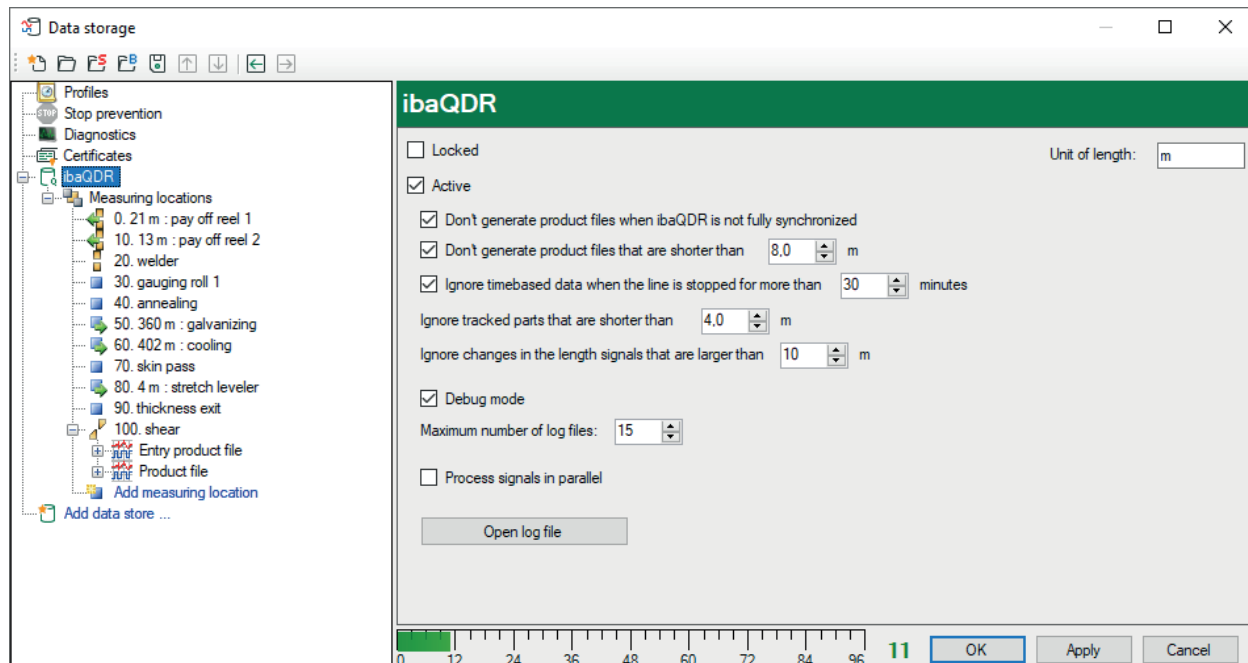 Data storage
Profiles
STOP Stop prevention
Diagnostics
Certificates
ibaQDR
Measuring locations
0. 21 m : pay off reel 1
10. 13 m : pay off reel 2
20. welder
30. gauging roll 1
40. annealing
50. 360 m : galvanizing
60. 402 m : cooling
70. skin pass
80. 4 m : stretch leveler
90. thickness exit
100. shear
Entry product file
Product file
Add measuring location
Add data store ...
ibaQDR
Locked
Unit of length: m
Active
Don't generate product files when ibaQDR is not fully synchronized
Don't generate product files that are shorter than 8,0 m
Ignore timebased data when the line is stopped for more than 30 minutes
Ignore tracked parts that are shorter than 4,0 m
Ignore changes in the length signals that are larger than 10 m
Debug mode
Maximum number of log files: 15
Process signals in parallel
Open log file
0 12 24 36 48 60 72 84 96 11 OK Apply Cancel